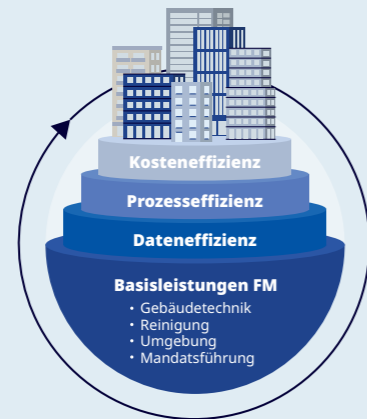 Kosteneffizienz
Prozesseffizienz
Dateneffizienz
Basisleistungen FM
• Gebäudetechnik
• Reinigung
• Umgebung
• Mandatsführung